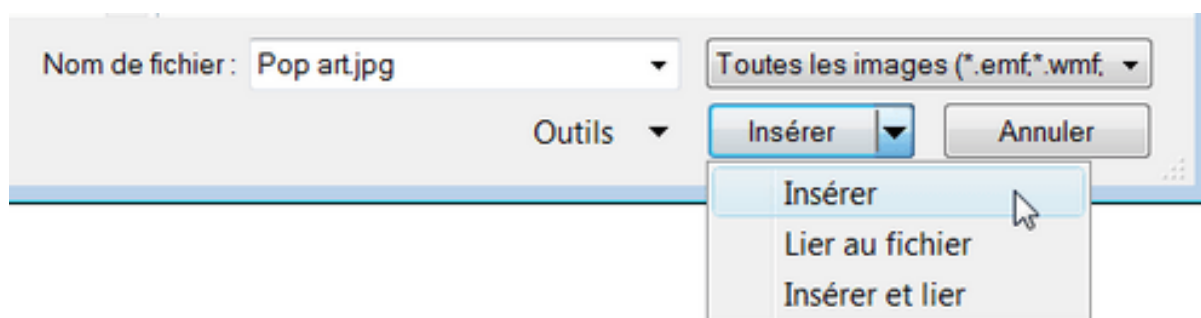 Nom de fichier : Pop art.jpg Toutes les images (*.emf;*.wmf;
Outils Insérer Annuler
Insérer
Lier au fichier
Insérer et lier